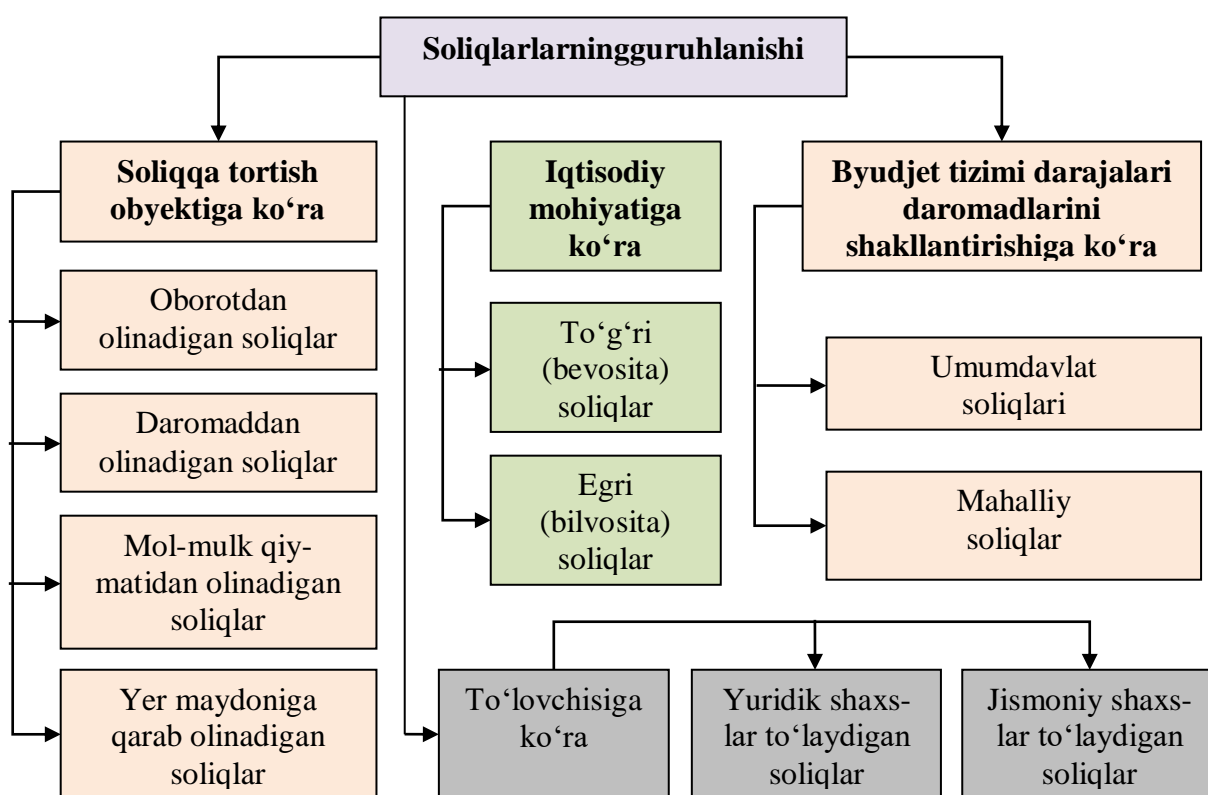 Soliqlarlarningguruhlanishi
Soliqqa tortish
obyektiga ko‘ra
Oborotdan
olinadigan soliqlar
Daromaddan
olinadigan soliqlar
Mol-mulk qiy-
matidan olinadigan
soliqlar
Yer maydoniga
qarab olinadigan
soliqlar
Iqtisodiy
mohiyatiga
ko‘ra
To‘g‘ri
(bevosita)
soliqlar
Egri
(bilvosita)
soliqlar
Byudjet tizimi darajalari
daromadlarini
shakllantirishiga ko‘ra
Umumdavlat
soliqlari
Mahalliy
soliqlar
To‘lovchisiga
ko‘ra
Yuridik shaxs-
lar to‘laydigan
soliqlar
Jismoniy shaxs-
lar to‘laydigan
soliqlar